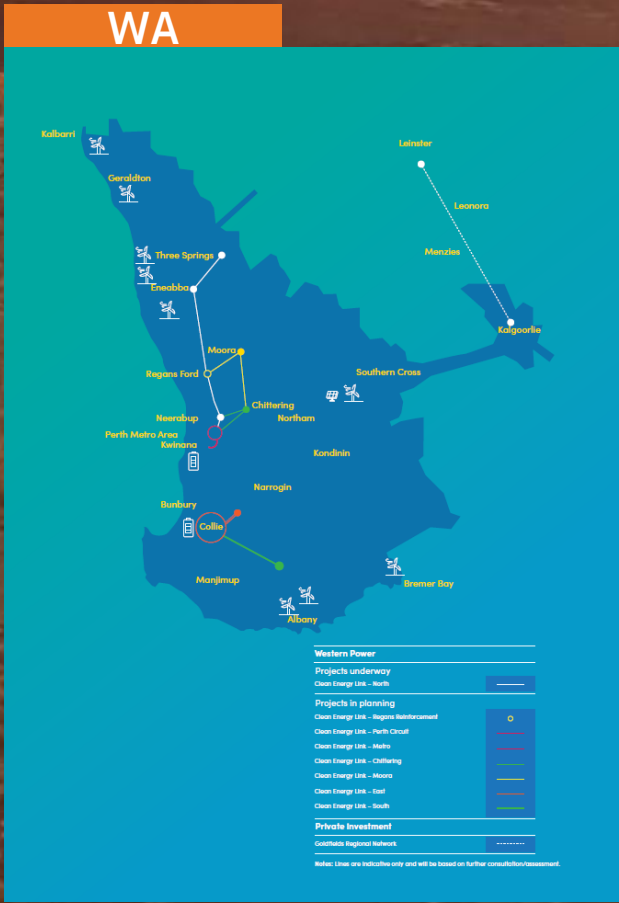 WA
Kalbarri
Leinster
Geraldton
Leonora
Menzies
Three Springs
Eneabba
Kalgoorlie
Moora
Regans Ford
Southern Cross
Chittering
Neerabup
Northam
Perth Metro Area
Kwinana
Kondinin
Narrogin
Bunbury
Collie
Manjimup
Bremer Bay
Albany
Western Power
Projects underway
Clean Energy Link – North
Projects in planning
Clean Energy Link – Regans Reinforcement
Clean Energy Link – Perth Circuit
Clean Energy Link – Metro
Clean Energy Link – Chittering
Clean Energy Link – Moora
Clean Energy Link – East
Clean Energy Link – South
Private Investment
Goldfields Regional Network
Notes: Lines are indicative only and will be based on further consultation/assessment.